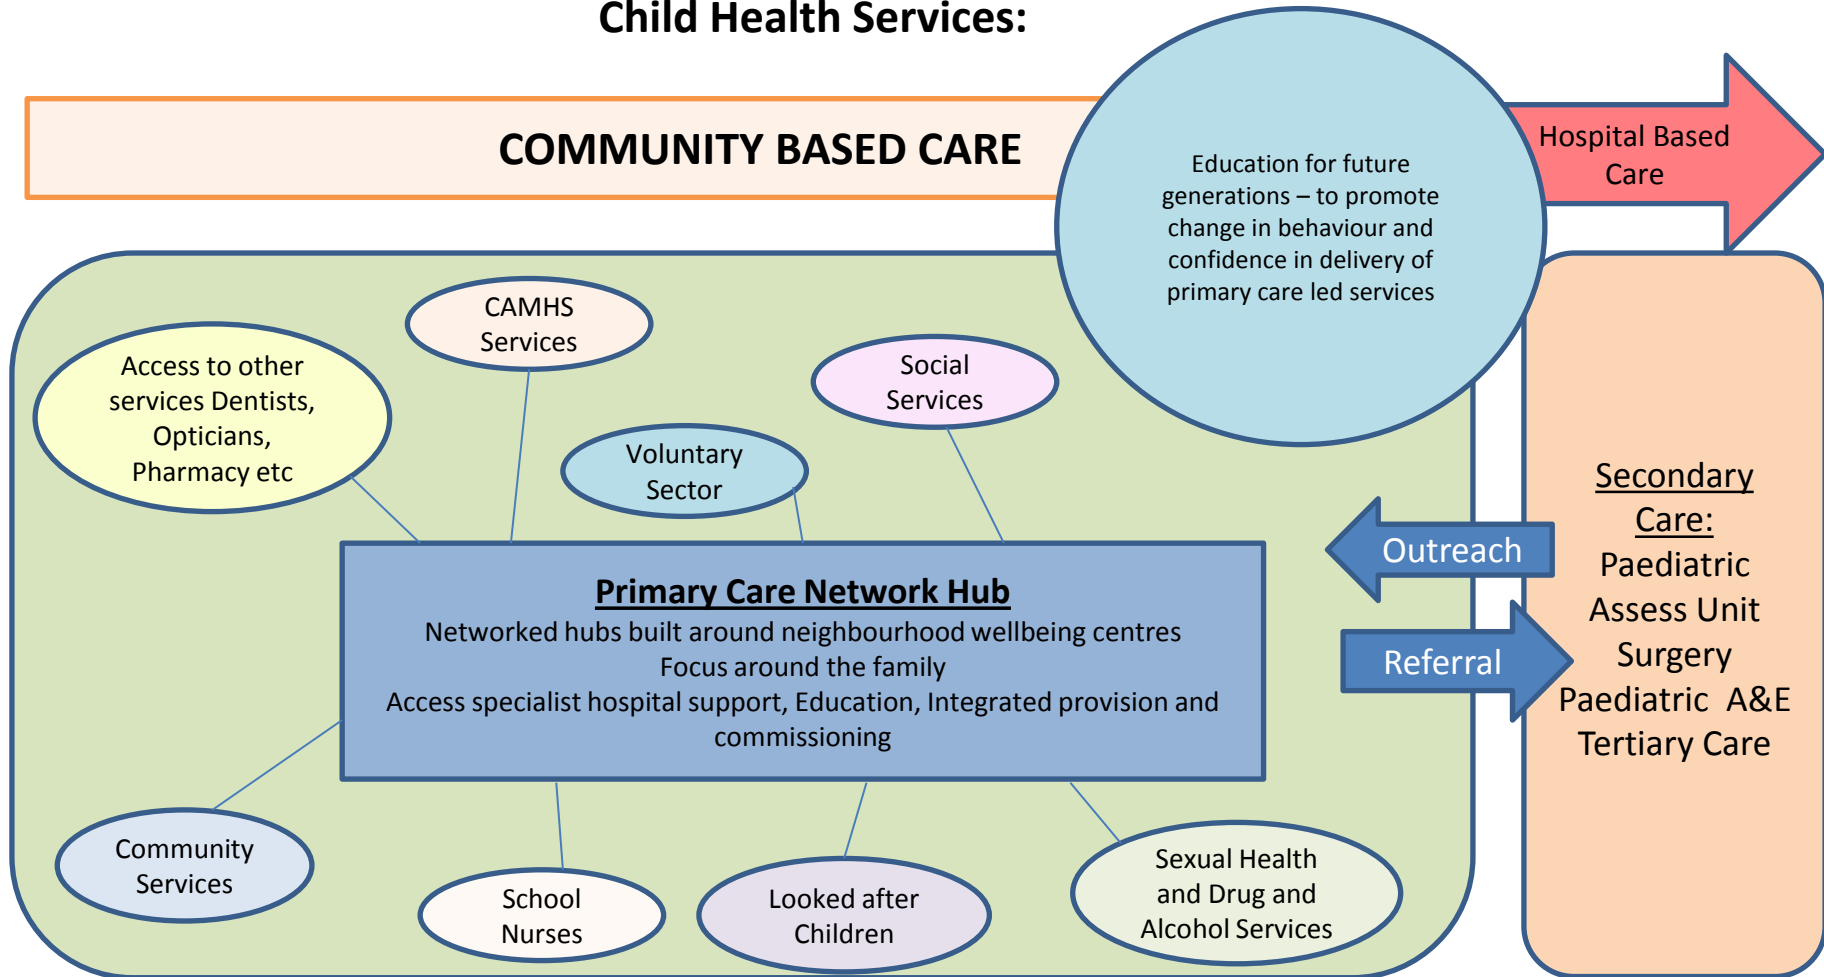 Child Health Services:
COMMUNITY BASED CARE
Education for future
generations – to promote
change in behaviour and
confidence in delivery of
primary care led services
Hospital Based
Care
CAMHS
Services
Access to other
services Dentists,
Opticians,
Pharmacy etc
Social
Services
Voluntary
Sector
Primary Care Network Hub
Networked hubs built around neighbourhood wellbeing centres
Focus around the family
Access specialist hospital support, Education, Integrated provision and
commissioning
Outreach
Referral
Secondary
Care:
Paediatric
Assess Unit
Surgery
Paediatric A&E
Tertiary Care
Community
Services
School
Nurses
Looked after
Children
Sexual Health
and Drug and
Alcohol Services